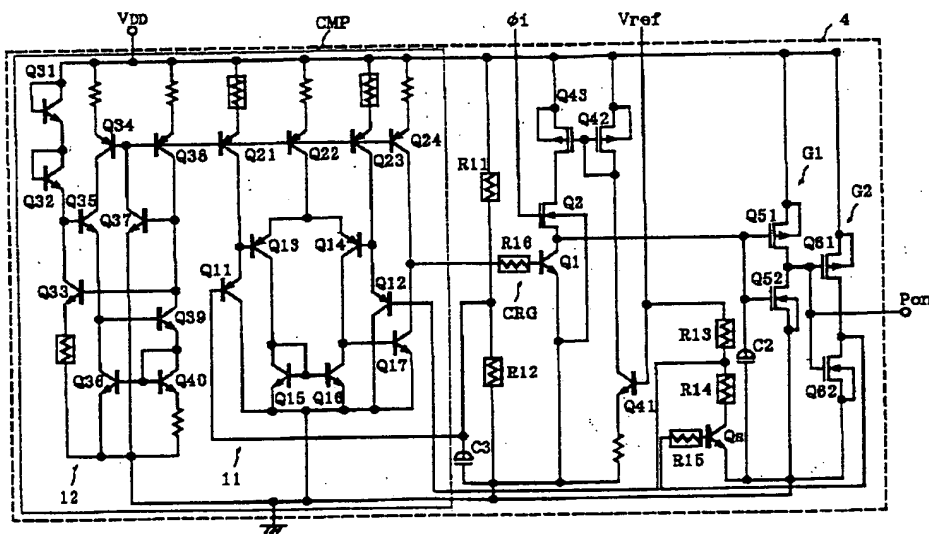 VDD
CMP
φi
Vref
4
Q31
Q34
Q38
Q21
Q22
Q23
Q24
Q43
Q42
R11
G1
Q32
Q35
Q37
Q13
Q14
Q2
Q51
G2
Q61
R16
Q1
Q11
Q12
Q52
Q33
CRG
Pon
Q39
R13
Q17
C2
R12
R14
Q62
Q36
Q40
Q15
Q16
Q41
C3
R15
Qs
12
11